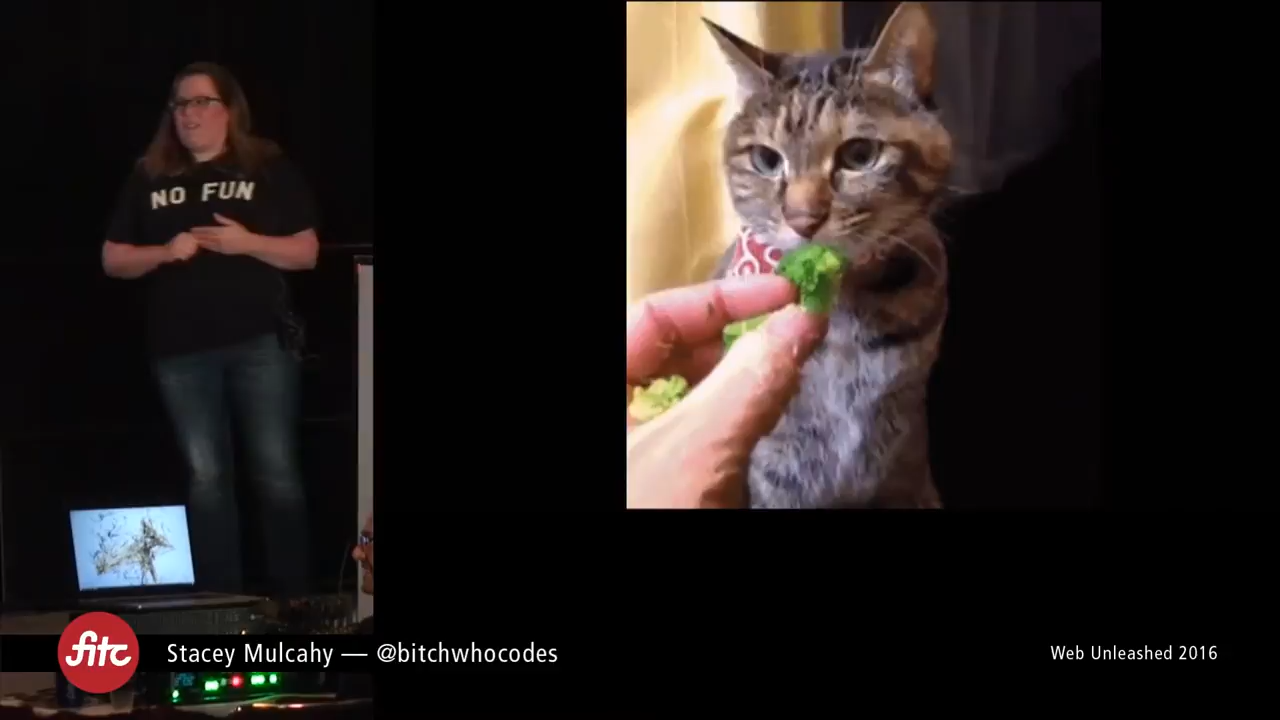 NO FUN
fitc
Stacey Mulcahy — @bitchwhocodes
Web Unleashed 2016